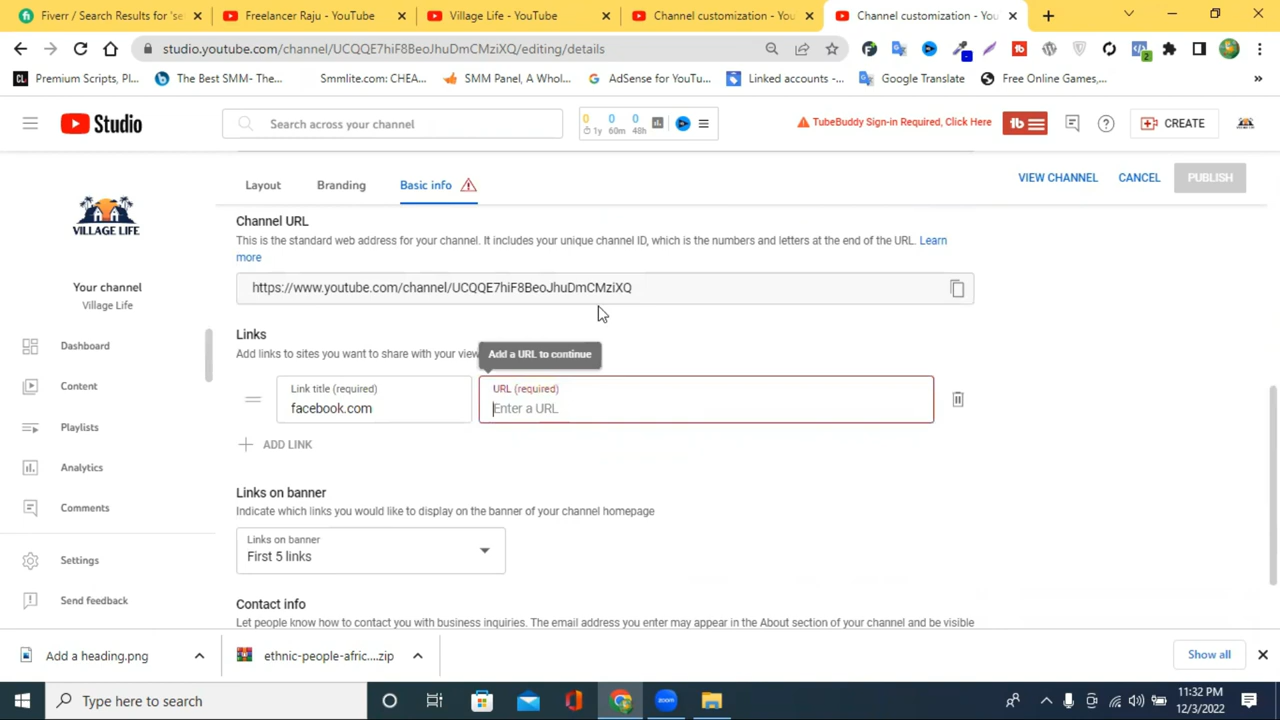 Fiverr / Search Results for 'se
Freelancer Raju - YouTube
Village Life - YouTube
Channel customization - YouT
Channel customization - You
studio.youtube.com/channel/UCQQE7hiF8BeoJhuDmCMziXQ/editing/details
2
CL Premium Scripts, Pl...
The Best SMM- The...
Smmlite.com: CHEA...
SMM Panel, A Whol...
AdSense for YouTu...
Linked accounts -...
Google Translate
Free Online Games,...
Studio
Search across your channel
0 0 0
1y 60m 48h
TubeBuddy Sign-in Required, Click Here
tb
CREATE
Layout
Branding
Basic info
VIEW CHANNEL
CANCEL
PUBLISH
VILLAGE LIFE
Your channel
Village Life
Dashboard
Content
Playlists
Analytics
Comments
Settings
Send feedback
Channel URL
This is the standard web address for your channel. It includes your unique channel ID, which is the numbers and letters at the end of the URL. Learn
more
https://www.youtube.com/channel/UCQQE7hiF8BeoJhuDmCMziXQ
Links
Add links to sites you want to share with your view
Add a URL to continue
Link title (required)
facebook.com
URL (required)
Enter a URL
ADD LINK
Links on banner
Indicate which links you would like to display on the banner of your channel homepage
Links on banner
First 5 links
Contact info
Let people know how to contact you with business inquiries. The email address you enter may appear in the About section of your channel and be visible
Add a heading.png
ethnic-people-afric....zip
Show all
Type here to search
11:32 PM
12/3/2022